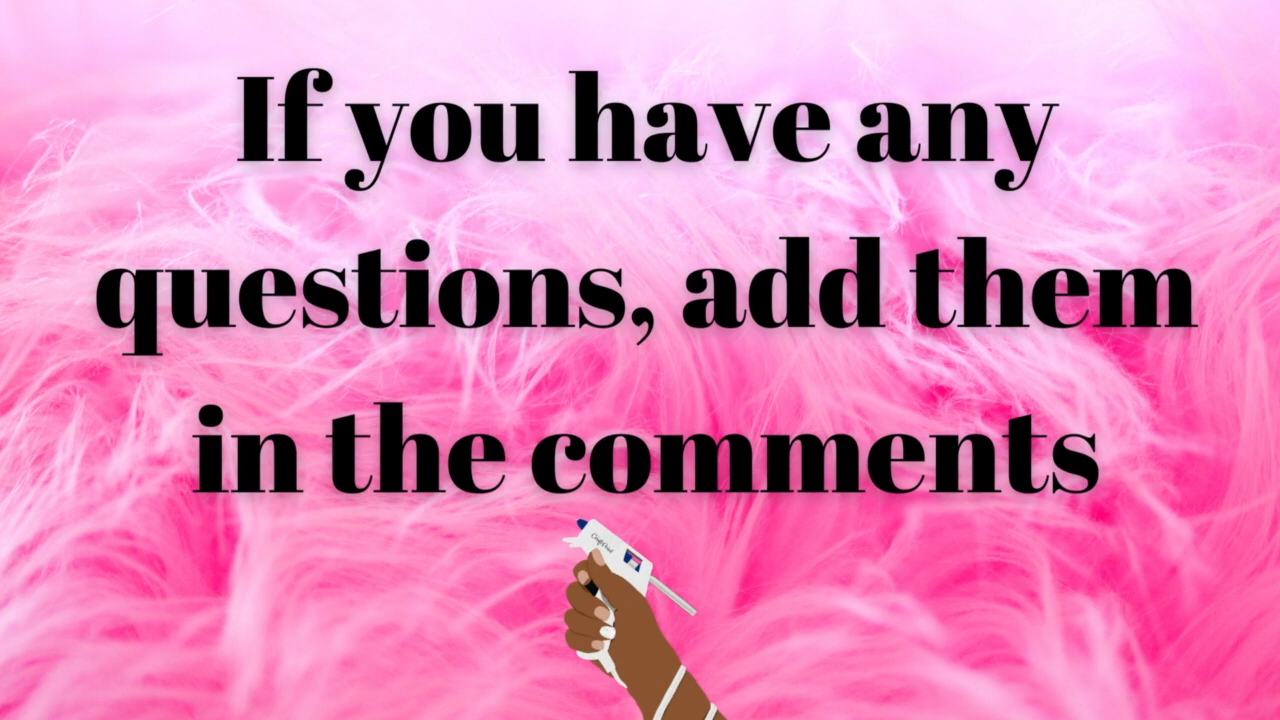 If you have any
questions, add them
in the comments